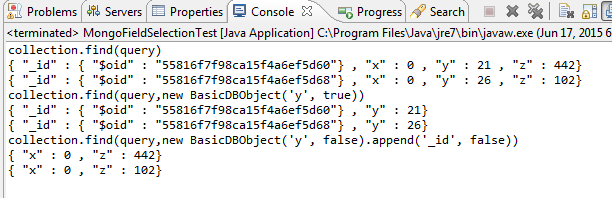 Problems Servers Properties Console Progress Search
<terminated> MongoFieldSelectionTest [Java Application] C:\Program Files\Java\jre7\bin\javaw.exe (Jun 17, 2015 6
collection.find(query)
{ "_id" : { "$oid" : "55816f7f98ca15f4a6ef5d60"} , "x" : 0 , "y" : 21 , "z" : 442}
{ "_id" : { "$oid" : "55816f7f98ca15f4a6ef5d68"} , "x" : 0 , "y" : 26 , "z" : 102}
collection.find(query,new BasicDBObject('y', true))
{ "_id" : { "$oid" : "55816f7f98ca15f4a6ef5d60"} , "y" : 21}
{ "_id" : { "$oid" : "55816f7f98ca15f4a6ef5d68"} , "y" : 26}
collection.find(query,new BasicDBObject('y', false).append('_id', false))
{ "x" : 0 , "z" : 442}
{ "x" : 0 , "z" : 102}